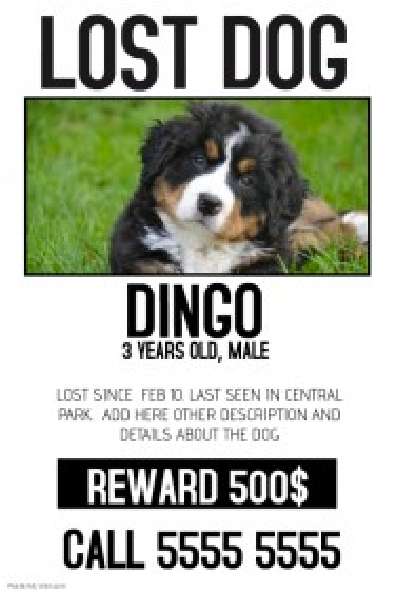 LOST DOG
DINGO
3 YEARS OLD, MALE
LOST SINCE FEB 10. LAST SEEN IN CENTRAL
PARK. ADD HERE OTHER DESCRIPTION AND
DETAILS ABOUT THE DOG
REWARD 500$
CALL 5555 5555